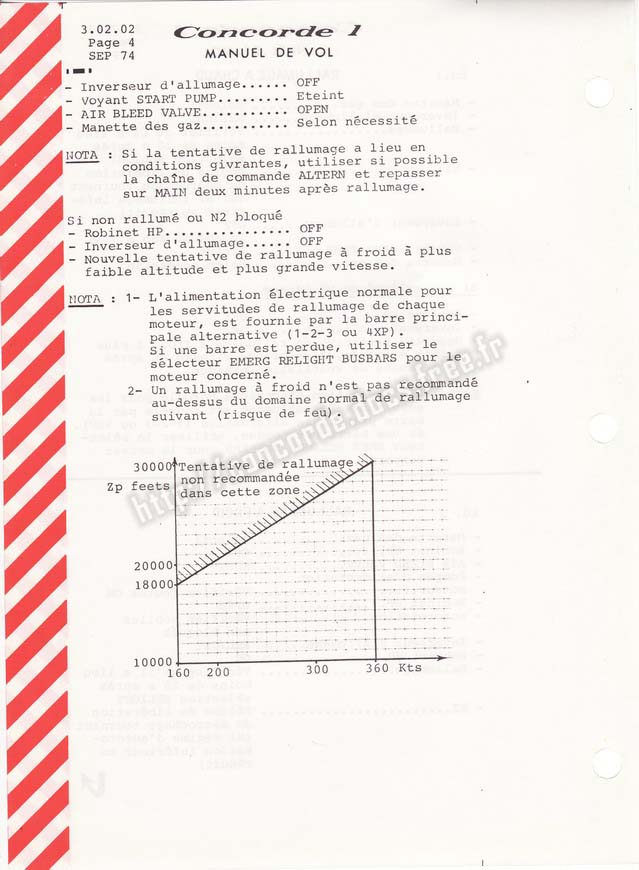 3.02.02
Page 4
SEP 74
Concorde 1
MANUEL DE VOL
- Inverseur d'allumage...... OFF
- Voyant START PUMP......... Eteint
- AIR BLEED VALVE........... OPEN
- Manette des gaz........... Selon nécessité
NOTA : Si la tentative de rallumage a lieu en
conditions givrantes, utiliser si possible
la chaîne de commande ALTERN et repasser
sur MAIN deux minutes après rallumage.
Si non rallumé ou N2 bloqué
- Robinet HP................ OFF
- Inverseur d'allumage...... OFF
- Nouvelle tentative de rallumage à froid à plus
faible altitude et plus grande vitesse.
NOTA : 1- L'alimentation électrique normale pour
les servitudes de rallumage de chaque
moteur, est fournie par la barre princi-
pale alternative (1-2-3 ou 4XP).
Si une barre est perdue, utiliser le
sélecteur EMERG RELIGHT BUSBARS pour le
moteur concerné.
2- Un rallumage à froid n'est pas recommandé
au-dessus du domaine normal de rallumage
suivant (risque de feu).
30000 Tentative de rallumage
Zp feets non recommandée
dans cette zone
20000
18000
10000
160 200 300 360 Kts